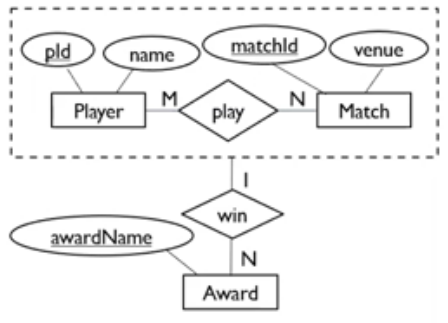 pId
name
matchId
venue
Player
M
play
N
Match
1
win
awardName
N
Award